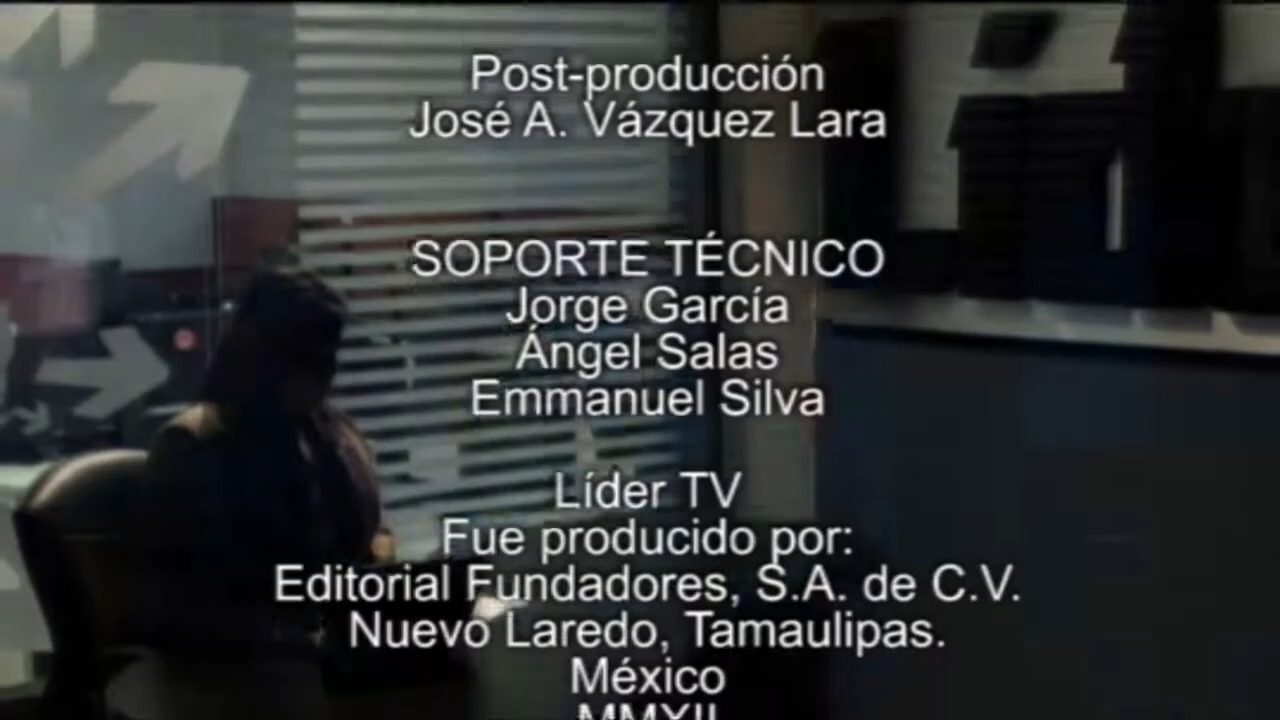 Post-producción
José A. Vázquez Lara
SOPORTE TÉCNICO
Jorge García
Ángel Salas
Emmanuel Silva
Líder TV
Fue producido por:
Editorial Fundadores, S.A. de C.V.
Nuevo Laredo, Tamaulipas.
México
MMXII